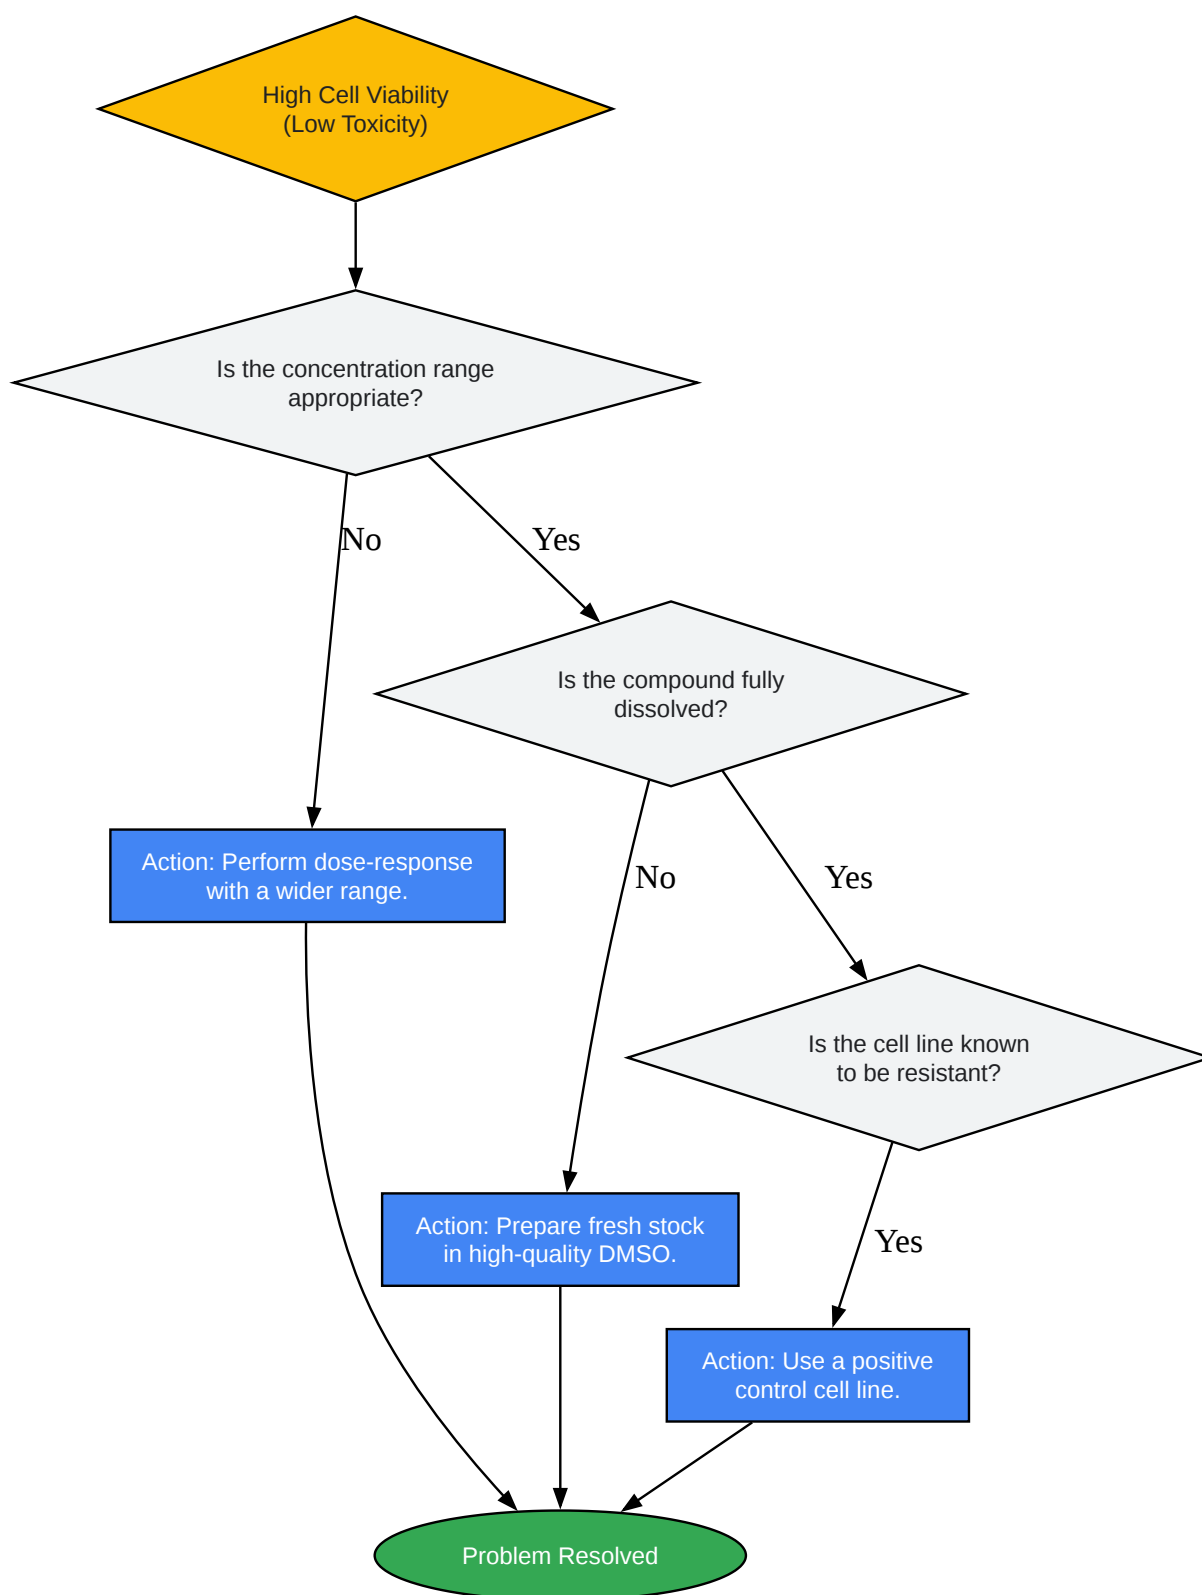 High Cell Viability
(Low Toxicity)
Is the concentration range
appropriate?
No
Yes
Is the compound fully
dissolved?
Action: Perform dose-response
with a wider range.
No
Yes
Is the cell line known
to be resistant?
Action: Prepare fresh stock
in high-quality DMSO.
Yes
Action: Use a positive
control cell line.
Problem Resolved